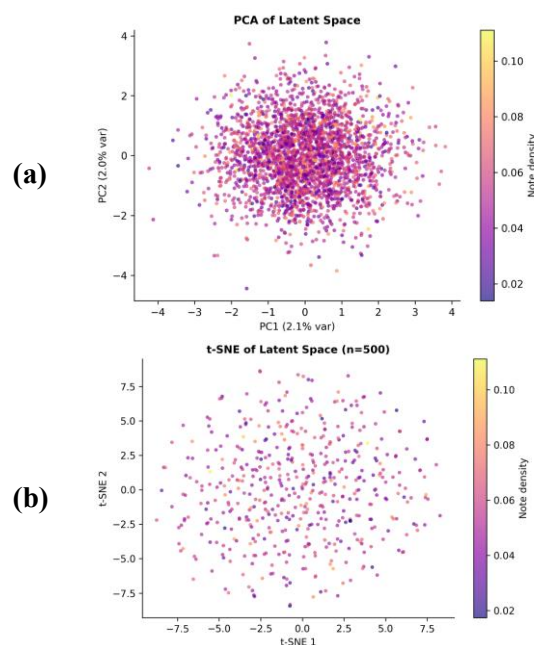 PCA of Latent Space
4
2
0
−2
−4
PC2 (2.0% var)
−4 −3 −2 −1 0 1 2 3 4
PC1 (2.1% var)
0.10
0.08
0.06
0.04
0.02
Note density
(a)
t-SNE of Latent Space (n=500)
7.5
5.0
2.5
0.0
−2.5
−5.0
−7.5
t-SNE 2
−7.5 −5.0 −2.5 0.0 2.5 5.0 7.5
t-SNE 1
0.10
0.08
0.06
0.04
0.02
Note density
(b)